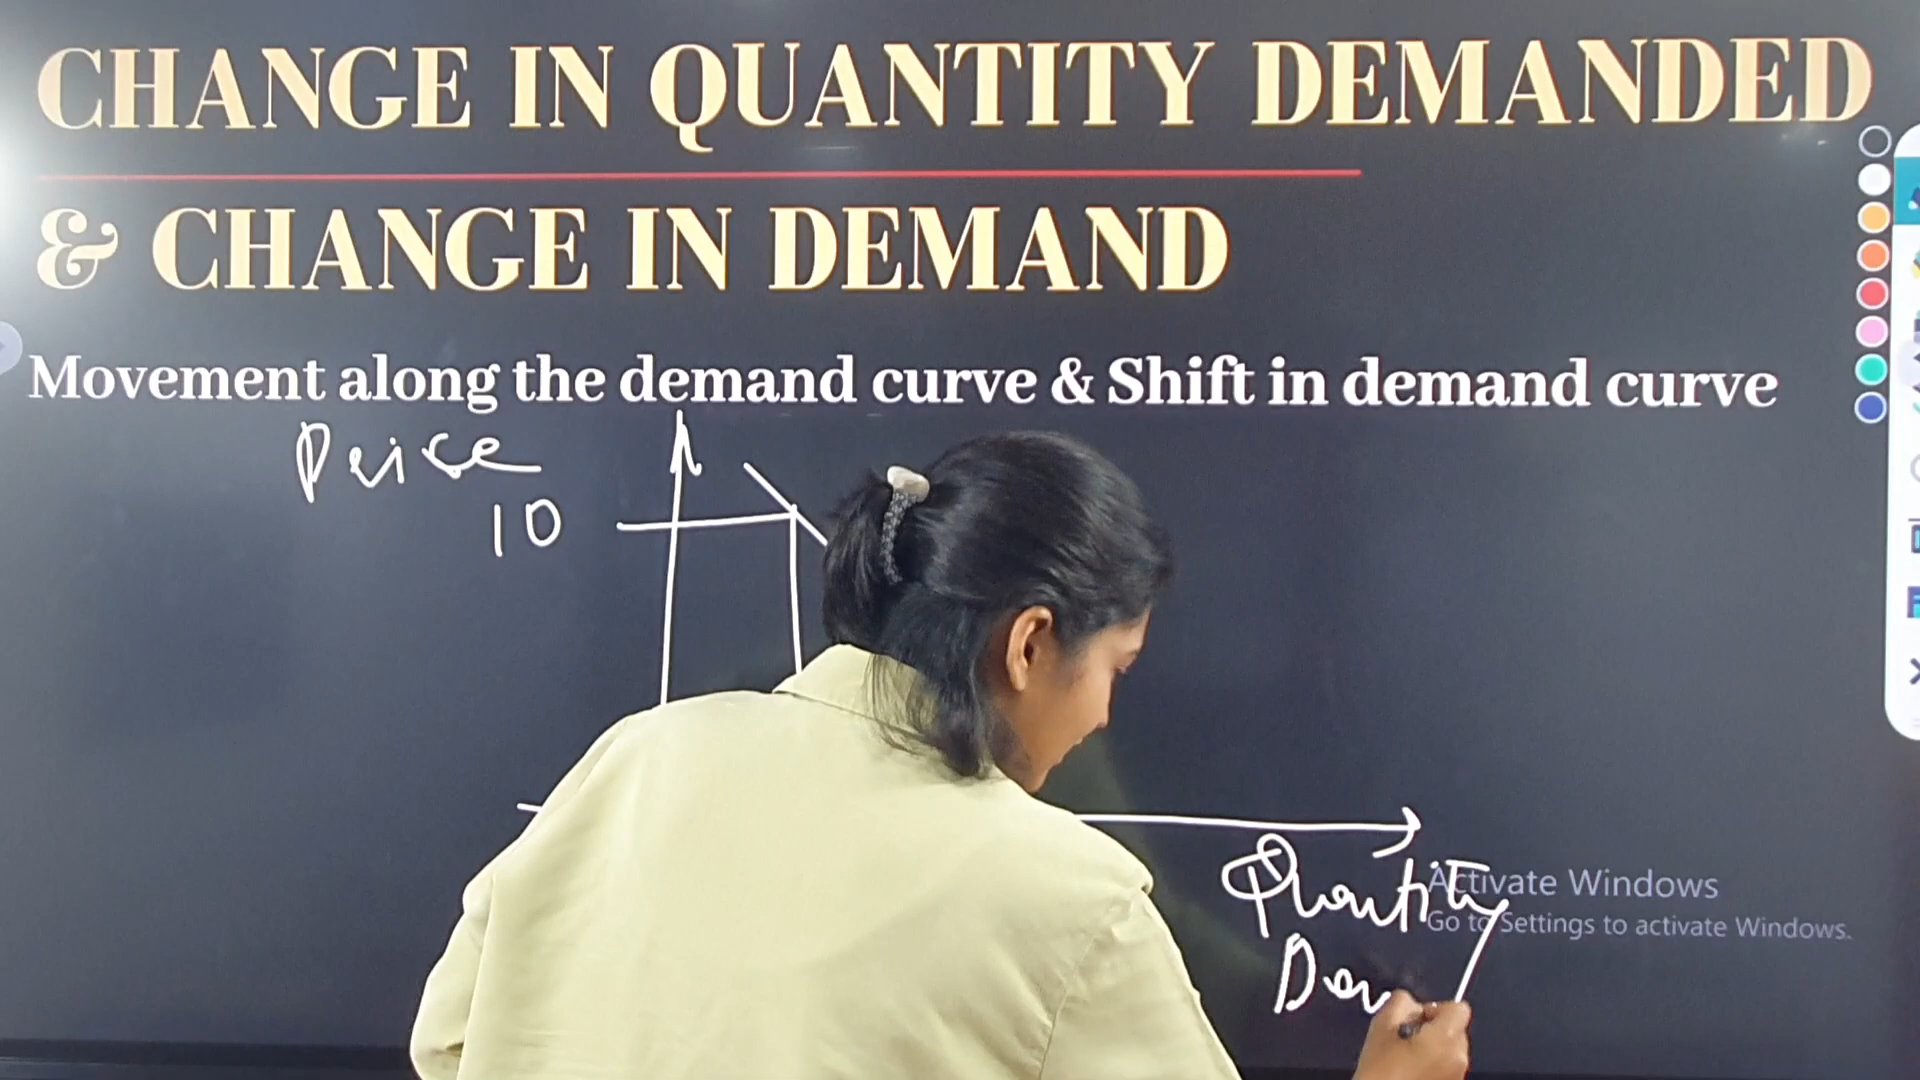 CHANGE IN QUANTITY DEMANDED
& CHANGE IN DEMAND
Movement along the demand curve & Shift in demand curve
Price
10
Quantity
Activate Windows
Go to Settings to activate Windows.
Dem